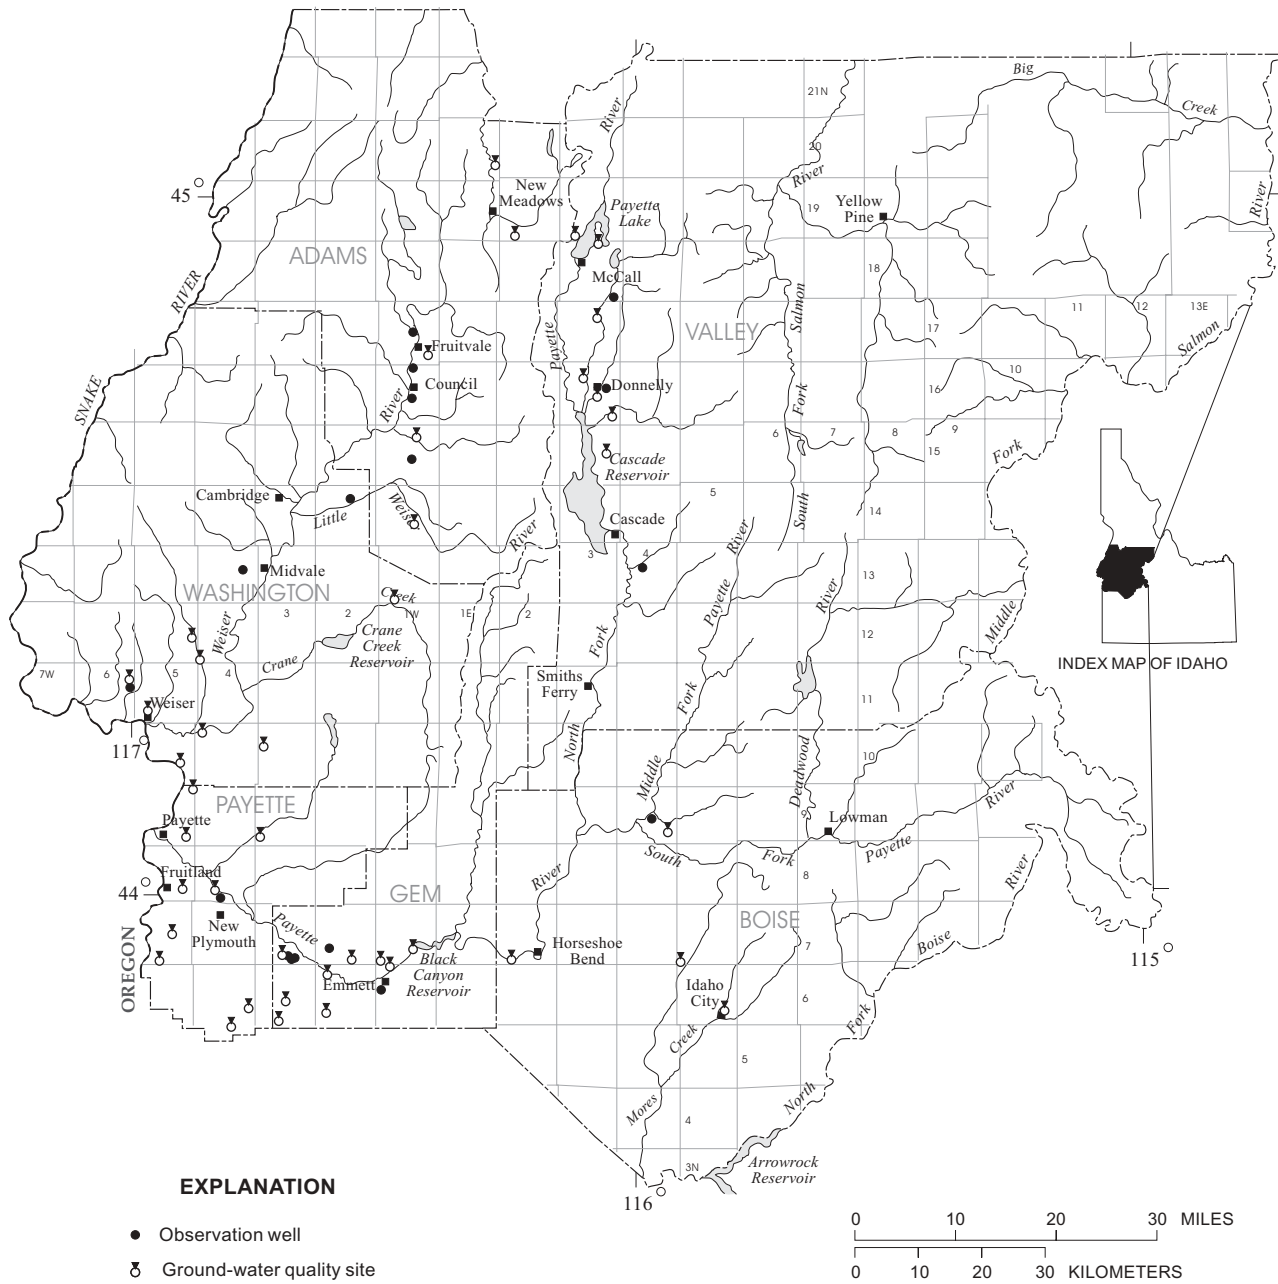 Big
Creek
River
21N
20
River
19
Yellow
Pine
River
45
New
Meadows
Payette
Lake
ADAMS
McCall
18
RIVER
Salmon
11
12
13E
VALLEY
17
Salmon
Payette
Fruitvale
Council
Donnelly
10
16
SNAKE
River
Fork
6
7
8
9
15
Fork
Cascade
Reservoir
Cambridge
Little
Weiser
River
5
South
14
Cascade
3
4
River
Midvale
WASHINGTON
13
Creek
3
2
1W
1E
2
Payette
River
Middle
Weiser
Crane
Creek
Reservoir
Crane
Fork
12
INDEX MAP OF IDAHO
7W
6
5
4
Smiths
Ferry
Fork
11
Weiser
117
North
Middle
Deadwood
10
River
PAYETTE
Payette
9
Lowman
South
Fork
Payette
River
Fruitland
44
GEM
River
8
BOISE
New
Plymouth
Payette
OREGON
Black
Canyon
Reservoir
Horseshoe
Bend
7
Boise
115
Emmett
Idaho
City
6
Fork
Creek
5
North
Mores
4
3N
Arrowrock
Reservoir
116
EXPLANATION
Observation well
Ground-water quality site
0 10 20 30 MILES
0 10 20 30 KILOMETERS